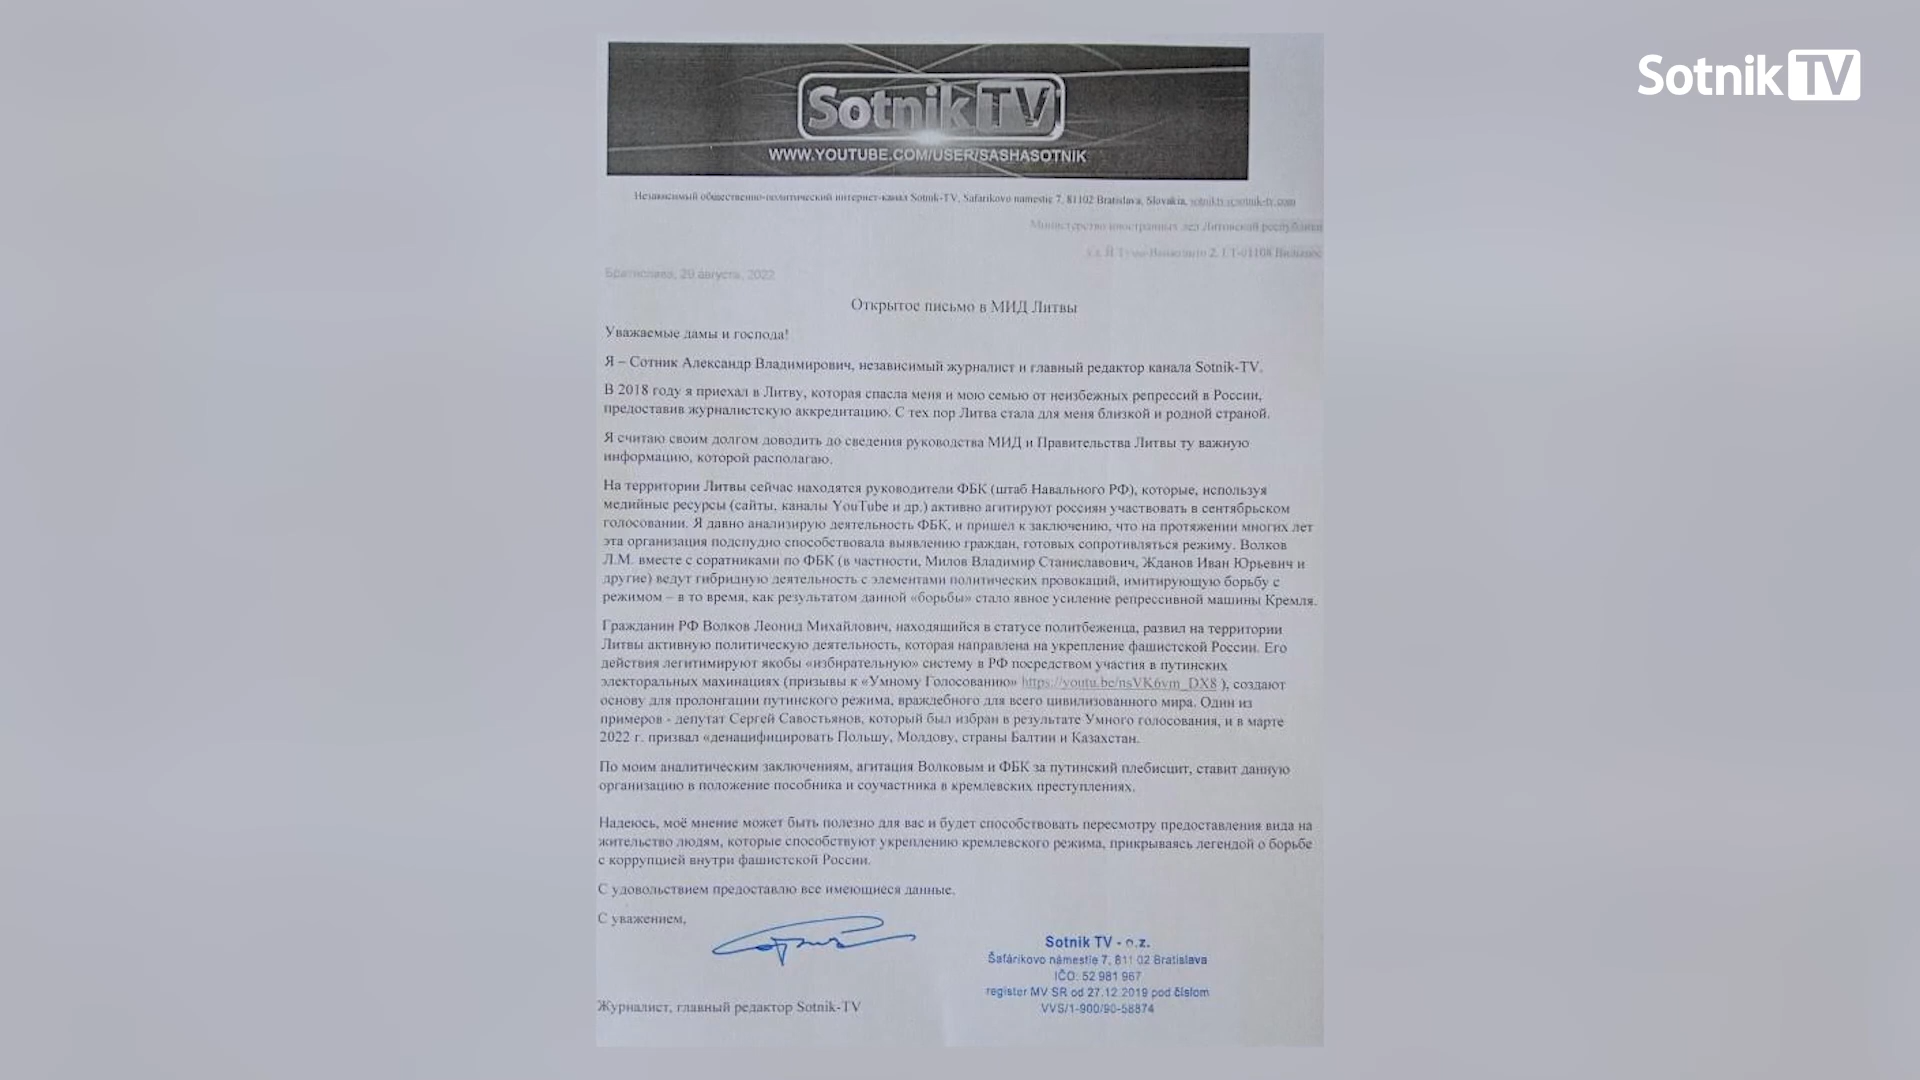 Sotnik TV
Sotnik TV
WWW.YOUTUBE.COM/USER/SASHASOTNIK
Независимый общественно-политический интернет-канал Sotnik-TV, Safarikovo namestie 7, 81102 Bratislava, Slovakia,
Министерство иностранных дел Литовской республики
2, LT-01108 Вильнюс
Братислава, 29 августа, 2022
Открытое письмо в МИД Литвы
Уважаемые дамы и господа!
Я – Сотник Александр Владимирович, независимый журналист и главный редактор канала Sotnik-TV.
В 2018 году я приехал в Литву, которая спасла меня и мою семью от неизбежных репрессий в России,
предоставив журналистскую аккредитацию. С тех пор Литва стала для меня близкой и родной страной.
Я считаю своим долгом доводить до сведения руководства МИД и Правительства Литвы ту важную
информацию, которой располагаю.
На территории Литвы сейчас находятся руководители ФБК (штаб Навального РФ), которые, используя
медийные ресурсы (сайты, каналы YouTube и др.) активно агитируют россиян участвовать в сентябрьском
голосовании. Я давно анализирую деятельность ФБК, и пришел к заключению, что на протяжении многих лет
эта организация подспудно способствовала выявлению граждан, готовых сопротивляться режиму. Волков
Л.М. вместе с соратниками по ФБК (в частности, Милов Владимир Станиславович, Жданов Иван Юрьевич и
другие) ведут гибридную деятельность с элементами политических провокаций, имитирующую борьбу с
режимом – в то время, как результатом данной «борьбы» стало явное усиление репрессивной машины Кремля.
Гражданин РФ Волков Леонид Михайлович, находящийся в статусе политбеженца, развил на территории
Литвы активную политическую деятельность, которая направлена на укрепление фашистской России. Его
действия легитимируют якобы «избирательную» систему в РФ посредством участия в путинских
электоральных махинациях (призывы к «Умному Голосованию» https://youtu.be/nsVK6vm_DX8 ), создают
основу для пролонгации путинского режима, враждебного для всего цивилизованного мира. Один из
примеров - депутат Сергей Савостьянов, который был избран в результате Умного голосования, и в марте
2022 г. призвал «денацифицировать Польшу, Молдову, страны Балтии и Казахстан.
По моим аналитическим заключениям, агитация Волковым и ФБК за путинский плебисцит, ставит данную
организацию в положение пособника и соучастника в кремлевских преступлениях.
Надеюсь, моё мнение может быть полезно для вас и будет способствовать пересмотру предоставления вида на
жительство людям, которые способствуют укреплению кремлевского режима, прикрываясь легендой о борьбе
с коррупцией внутри фашистской России.
С удовольствием предоставлю все имеющиеся данные.
С уважением,
Sotnik TV - o.z.
Šafárikovo námestie 7, 811 02 Bratislava
IČO: 52 981 967
register MV SR od 27.12.2019 pod číslom
VVS/1-900/90-58874
Журналист, главный редактор Sotnik-TV